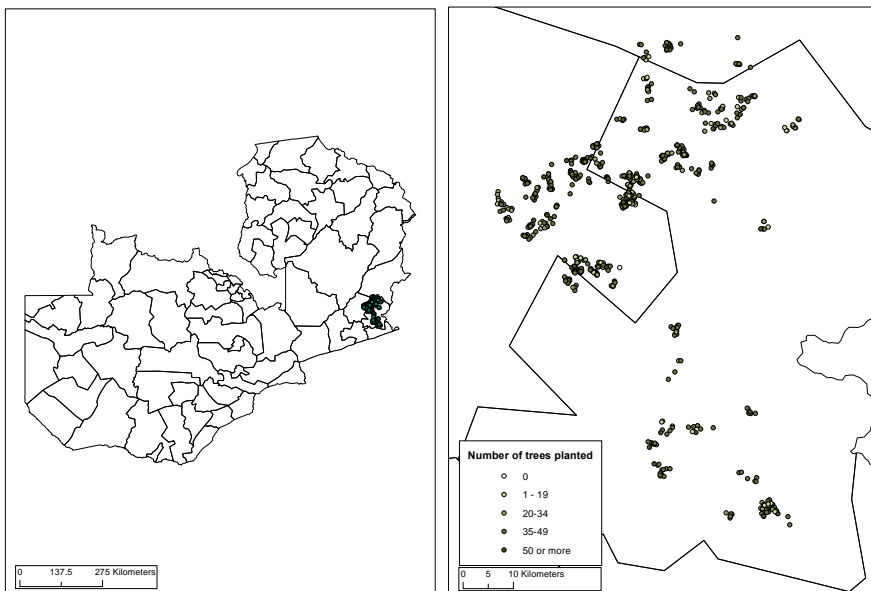 0 137.5 275 Kilometers
Number of trees planted
0
1 - 19
20-34
35-49
50 or more
0 5 10 Kilometers